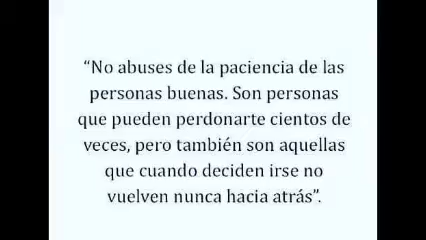 “No abuses de la paciencia de las
personas buenas. Son personas
que pueden perdonarte cientos de
veces, pero también son aquellas
que cuando deciden irse no
vuelven nunca hacia atrás”.